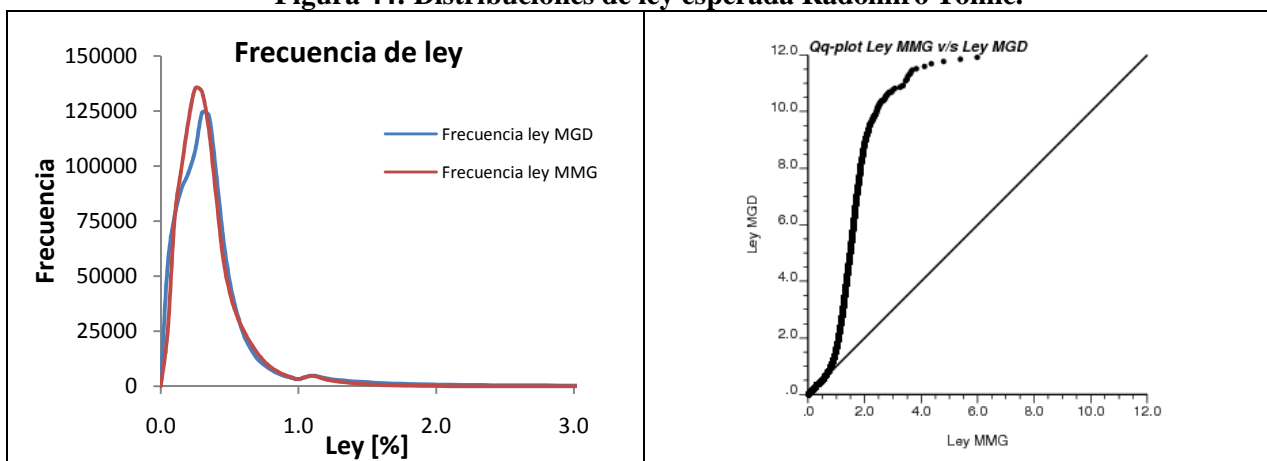 Figura 44: Distribuciones de ley esperada Radomiro Tomic.
Frecuencia de ley
150000
125000
100000
75000
50000
25000
0
Frecuencia
Frecuencia ley MGD
Frecuencia ley MMG
0.0 1.0 2.0 3.0
Ley [%]
Qq-plot Ley MMG v/s Ley MGD
12.0
10.0
8.0
6.0
4.0
2.0
.0
Ley MGD
.0 2.0 4.0 6.0 8.0 10.0 12.0
Ley MMG